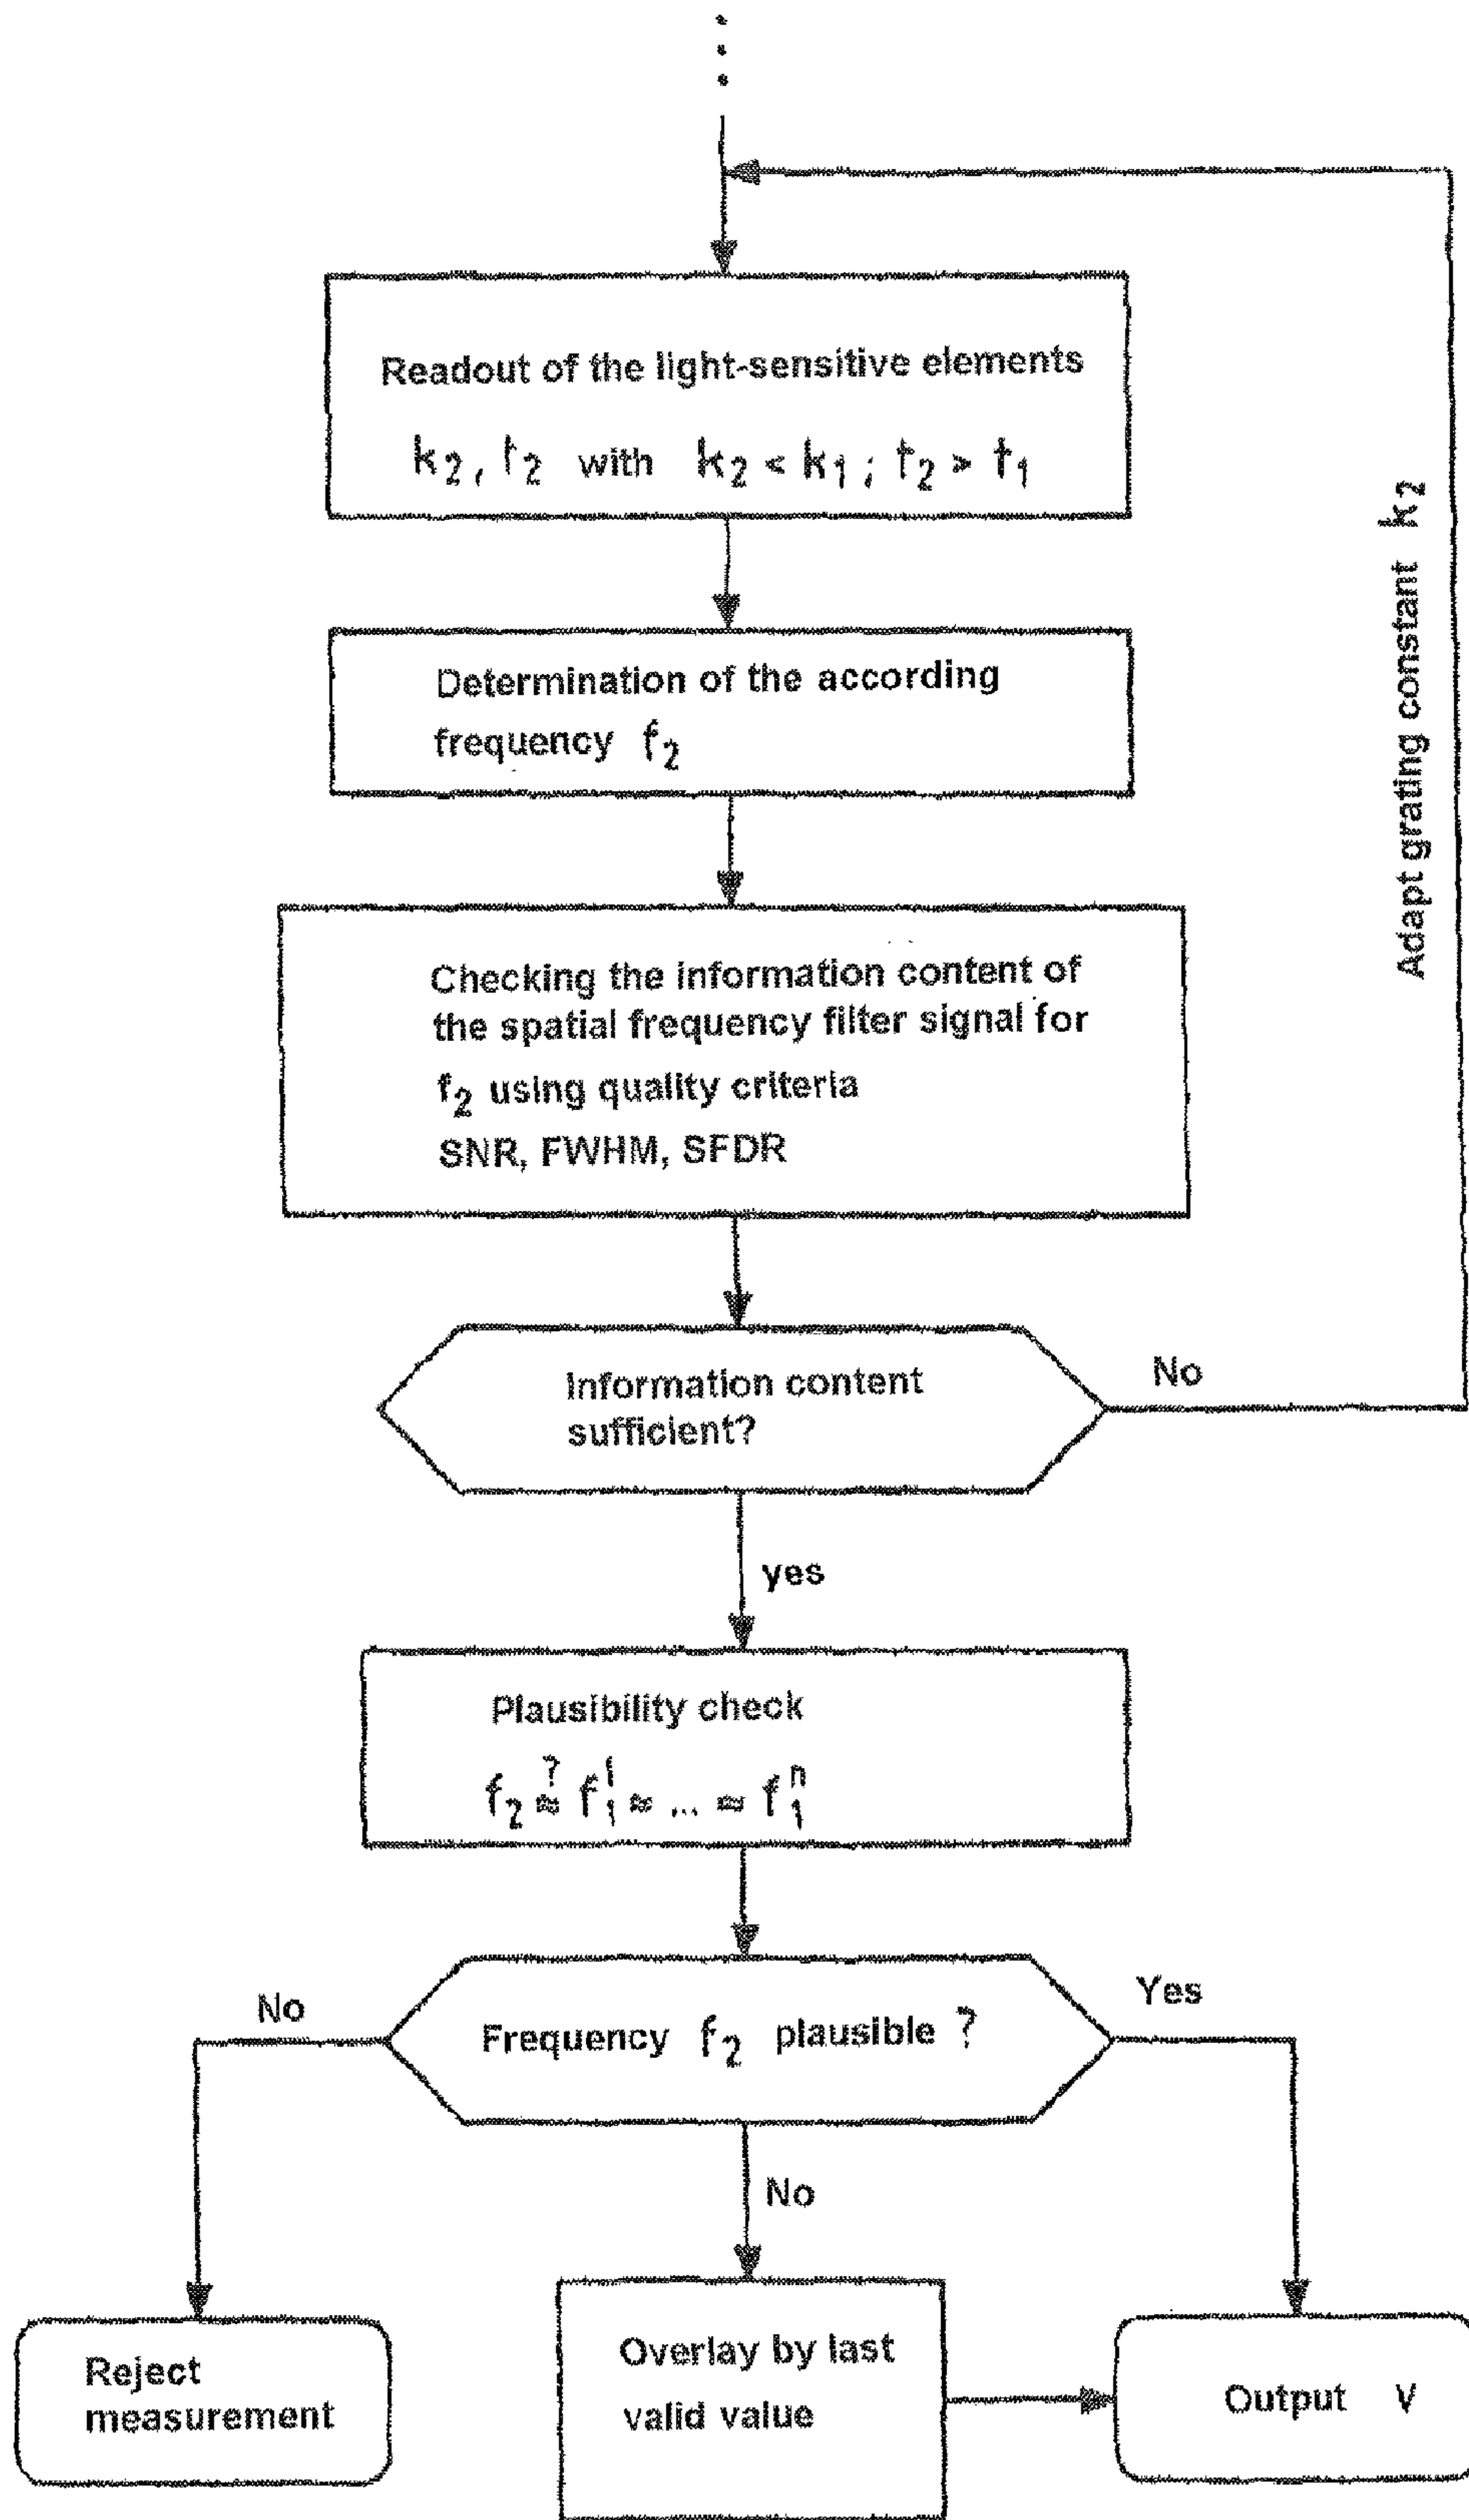 Readout of the light-sensitive elements
k₂, t₂ with k₂ < k₁ ; t₂ > t₁
Determination of the according
frequency f₂
Checking the information content of
the spatial frequency filter signal for
f₂ using quality criteria
SNR, FWHM, SFDR
Adapt grating constant k₂
Information content
sufficient?
No
yes
Plausibility check
f₂ ≈? f₁¹ ≈ ... ≈ f₁ⁿ
No
Frequency f₂ plausible ?
Yes
No
Reject
measurement
Overlay by last
valid value
Output V